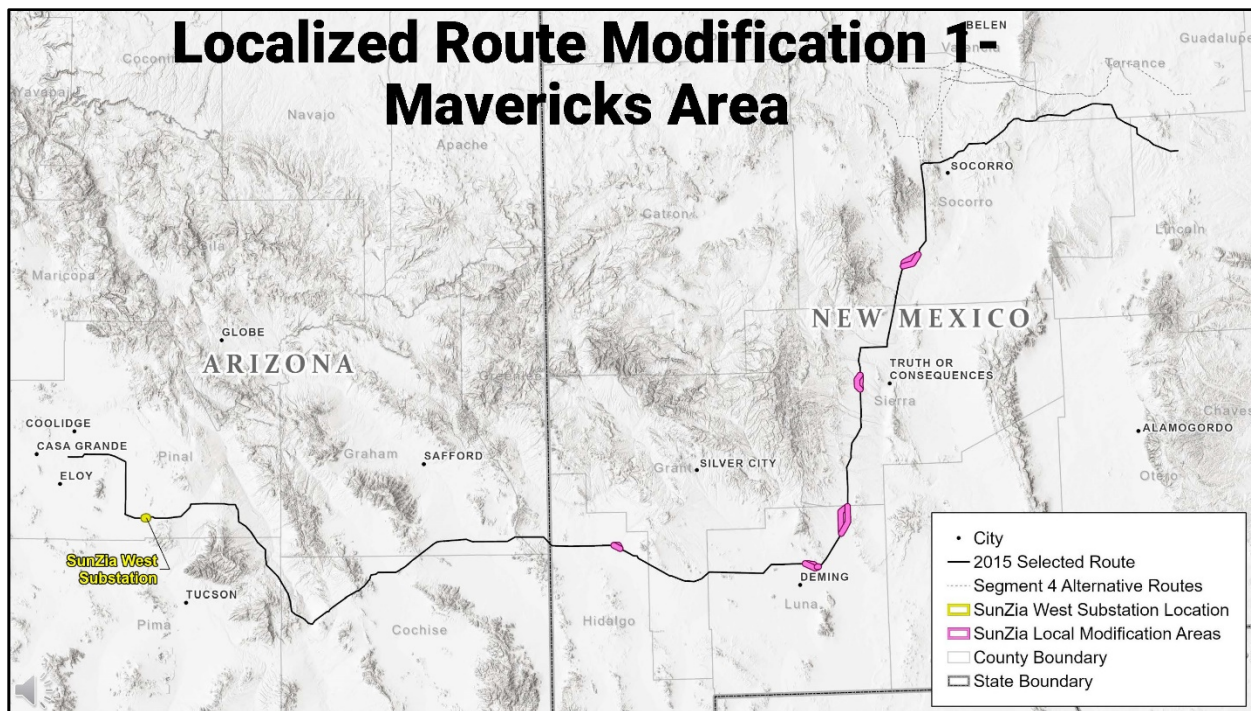 Localized Route Modification 1-
Mavericks Area
BELEN
Valencia
Guadalupe
Torrance
Yavapai
Navajo
Apache
SOCORRO
Socorro
Catron
Lincoln
Maricopa
Gila
NEW MEXICO
GLOBE
ARIZONA
TRUTH OR
CONSEQUENCES
Sierra
Chaves
COOLIDGE
CASA GRANDE
ELOY
Pinal
Graham
SAFFORD
Grant
SILVER CITY
ALAMOGORDO
Otero
SunZia West
Substation
TUCSON
Pima
Cochise
Hidalgo
DEMING
Luna
City
2015 Selected Route
Segment 4 Alternative Routes
SunZia West Substation Location
SunZia Local Modification Areas
County Boundary
State Boundary